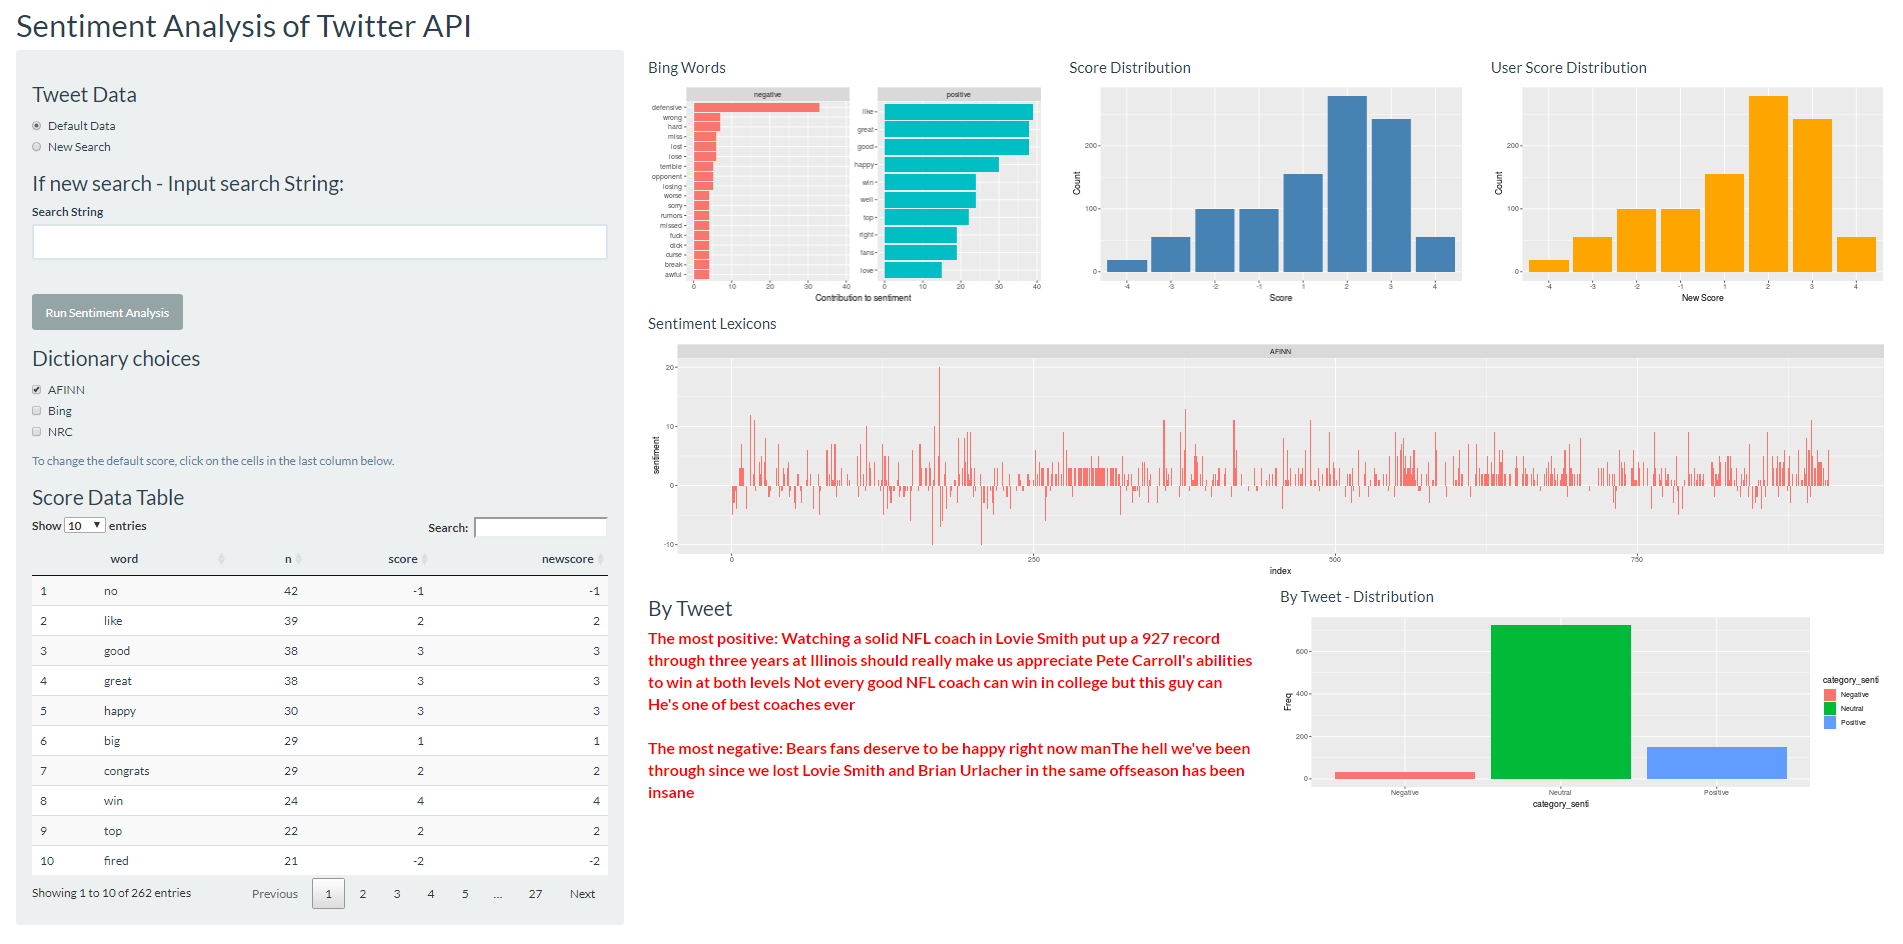 Sentiment Analysis of Twitter API
Tweet Data
Default Data
New Search
If new search - Input search String:
Search String
Run Sentiment Analysis
Dictionary choices
AFINN
Bing
NRC
To change the default score, click on the cells in the last column below.
Score Data Table
Show 10 entries
Search:
word n score newscore
1 no 42 -1 -1
2 like 39 2 2
3 good 38 3 3
4 great 38 3 3
5 happy 30 3 3
6 big 29 1 1
7 congrats 29 2 2
8 win 24 4 4
9 top 22 2 2
10 fired 21 -2 -2
Showing 1 to 10 of 262 entries
Previous 1 2 3 4 5 ... 27 Next
Bing Words
negative
defensive
wrong
hard
miss
lost
lose
terrible
opponent
losing
worse
sorry
rumors
missed
fuck
dick
curse
break
awful
0 10 20 30 40
positive
like
great
good
happy
win
well
top
right
fans
love
0 10 20 30 40
Contribution to sentiment
Score Distribution
Count
200
100
0
-4 -3 -2 -1 1 2 3 4
Score
User Score Distribution
Count
200
100
0
-4 -3 -2 -1 1 2 3 4
New Score
Sentiment Lexicons
AFINN
sentiment
20
10
0
-10
0 250 500 750
index
By Tweet
The most positive: Watching a solid NFL coach in Lovie Smith put up a 927 record
through three years at Illinois should really make us appreciate Pete Carroll's abilities
to win at both levels Not every good NFL coach can win in college but this guy can
He's one of best coaches ever
The most negative: Bears fans deserve to be happy right now manThe hell we've been
through since we lost Lovie Smith and Brian Urlacher in the same offseason has been
insane
By Tweet - Distribution
Freq
600
400
200
0
Negative Neutral Positive
category_senti
category_senti
Negative
Neutral
Positive